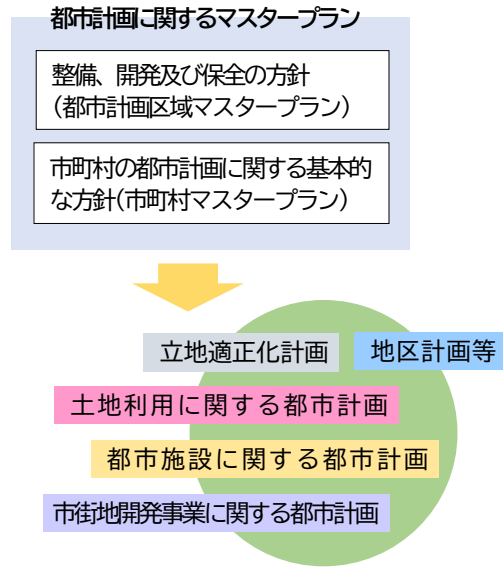 都市計画に関するマスタープラン
整備、開発及び保全の方針
（都市計画区域マスタープラン）
市町村の都市計画に関する基本的
な方針（市町村マスタープラン）
立地適正化計画
地区計画等
土地利用に関する都市計画
都市施設に関する都市計画
市街地開発事業に関する都市計画